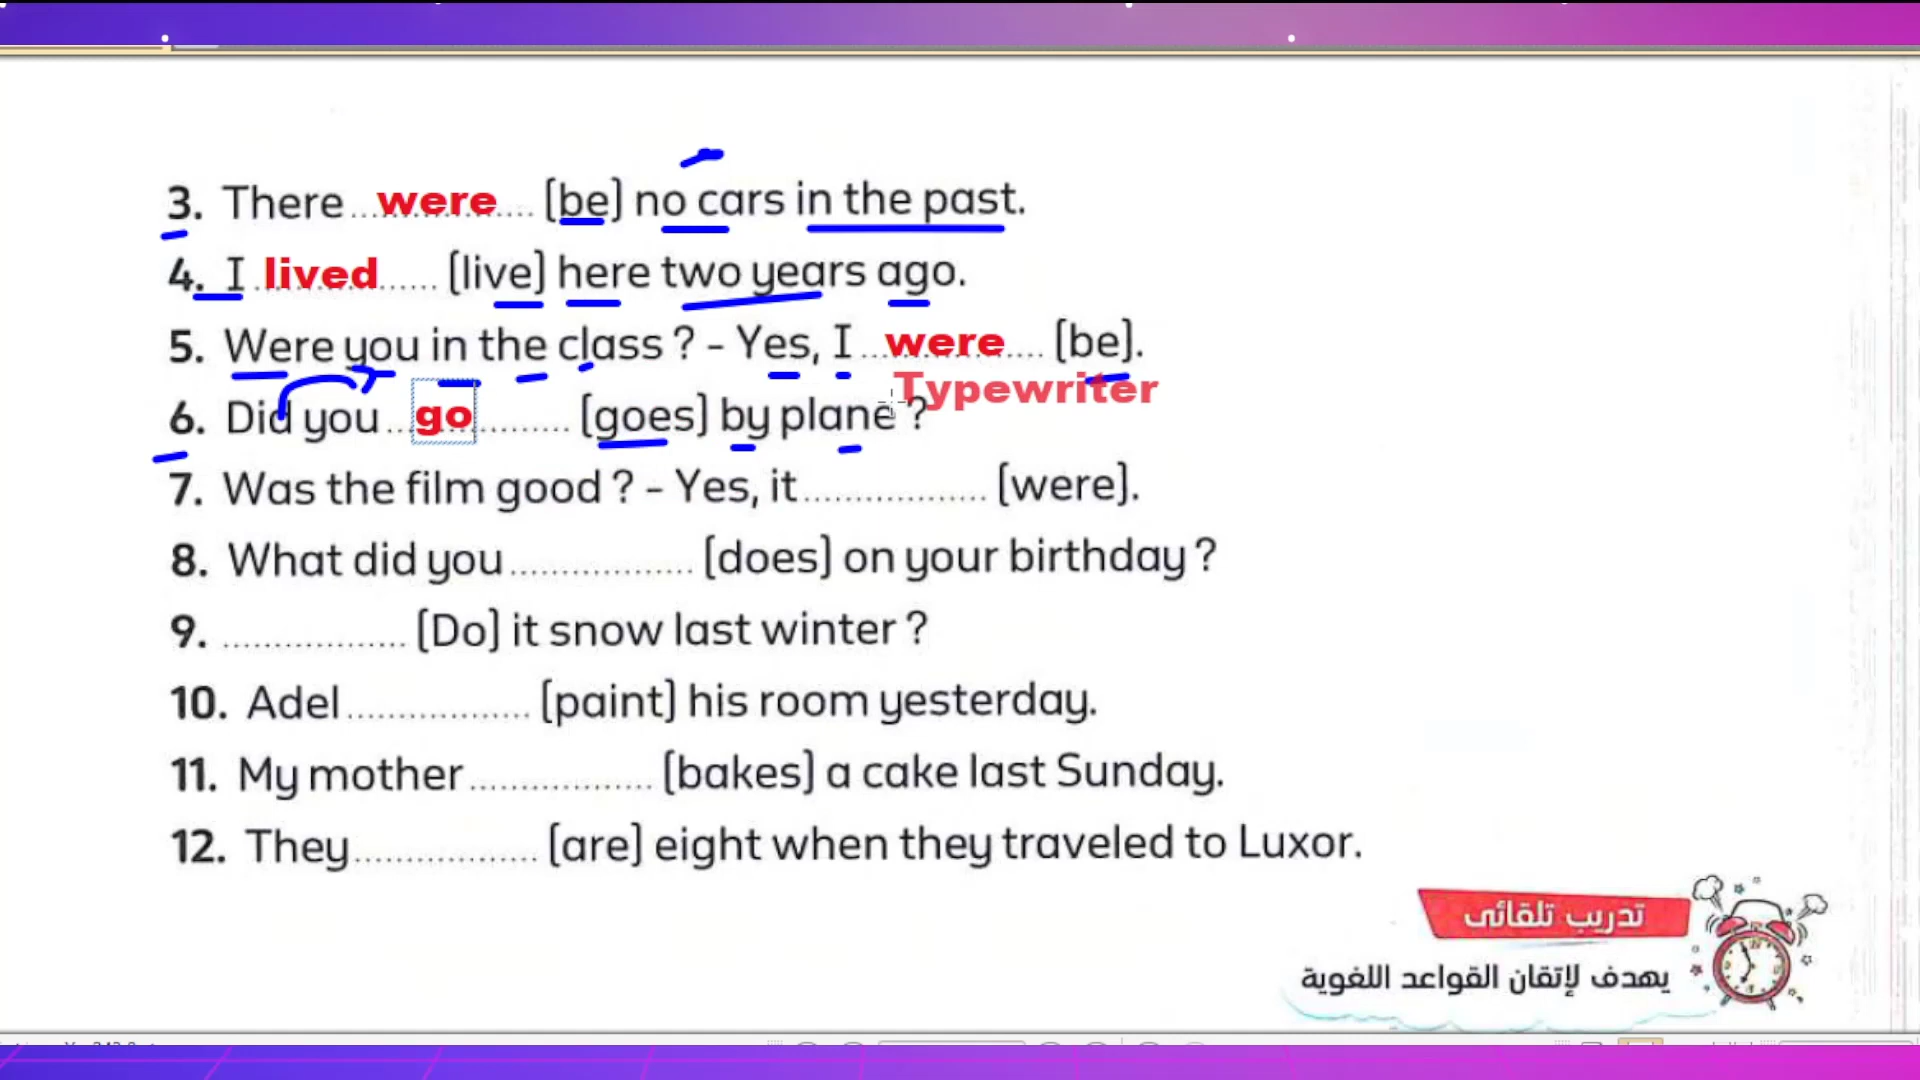 3. There ...were... [be] no cars in the past.
4. I lived...... [live] here two years ago.
5. Were you in the class ? - Yes, I ...were... [be].
Typewriter
6. Did you ...go......... [goes] by plane ?
7. Was the film good ? - Yes, it .................. [were].
8. What did you .................. [does] on your birthday ?
9. .................. [Do] it snow last winter ?
10. Adel .................. [paint] his room yesterday.
11. My mother .................. [bakes] a cake last Sunday.
12. They .................. [are] eight when they traveled to Luxor.
تدريب تلقائى
يهدف لإتقان القواعد اللغوية